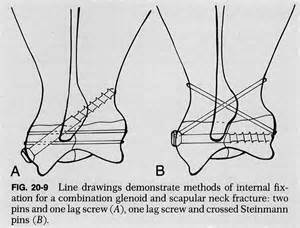 A
B
FIG. 20-9 Line drawings demonstrate methods of internal fix-
ation for a combination glenoid and scapular neck fracture: two
pins and one lag screw (A), one lag screw and crossed Steinmann
pins (B).